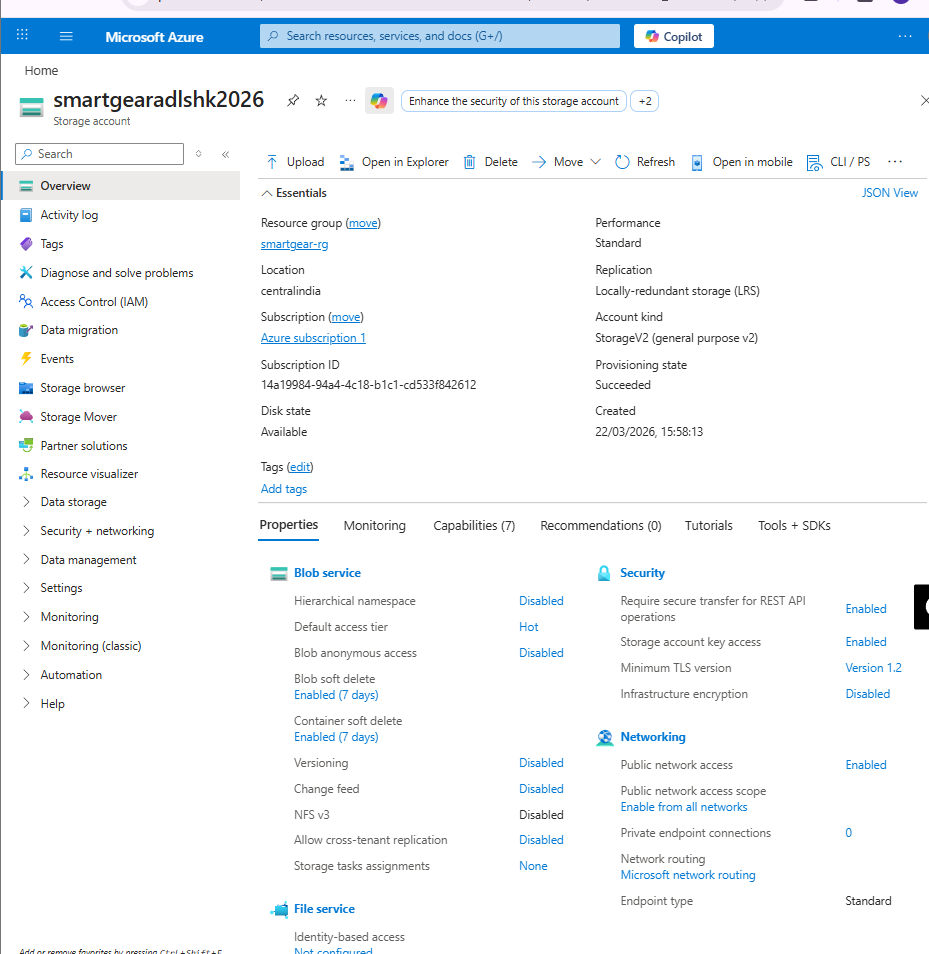 Microsoft Azure
Search resources, services, and docs (G+/)
Copilot
Home
smartgearadlshk2026
Storage account
Enhance the security of this storage account
+2
Search
Overview
Activity log
Tags
Diagnose and solve problems
Access Control (IAM)
Data migration
Events
Storage browser
Storage Mover
Partner solutions
Resource visualizer
Data storage
Security + networking
Data management
Settings
Monitoring
Monitoring (classic)
Automation
Help
Add or remove favorites by pressing Ctrl+Shift+F
Upload
Open in Explorer
Delete
Move
Refresh
Open in mobile
CLI / PS
Essentials
JSON View
Resource group (move)
smartgear-rg
Location
centralindia
Subscription (move)
Azure subscription 1
Subscription ID
14a19984-94a4-4c18-b1c1-cd533f842612
Disk state
Available
Performance
Standard
Replication
Locally-redundant storage (LRS)
Account kind
StorageV2 (general purpose v2)
Provisioning state
Succeeded
Created
22/03/2026, 15:58:13
Tags (edit)
Add tags
Properties
Monitoring
Capabilities (7)
Recommendations (0)
Tutorials
Tools + SDKs
Blob service
Hierarchical namespace Disabled
Default access tier Hot
Blob anonymous access Disabled
Blob soft delete
Enabled (7 days)
Container soft delete
Enabled (7 days)
Versioning Disabled
Change feed Disabled
NFS v3 Disabled
Allow cross-tenant replication Disabled
Storage tasks assignments None
File service
Identity-based access
Not configured
Security
Require secure transfer for REST API
operations Enabled
Storage account key access Enabled
Minimum TLS version Version 1.2
Infrastructure encryption Disabled
Networking
Public network access Enabled
Public network access scope
Enable from all networks
Private endpoint connections 0
Network routing
Microsoft network routing
Endpoint type Standard